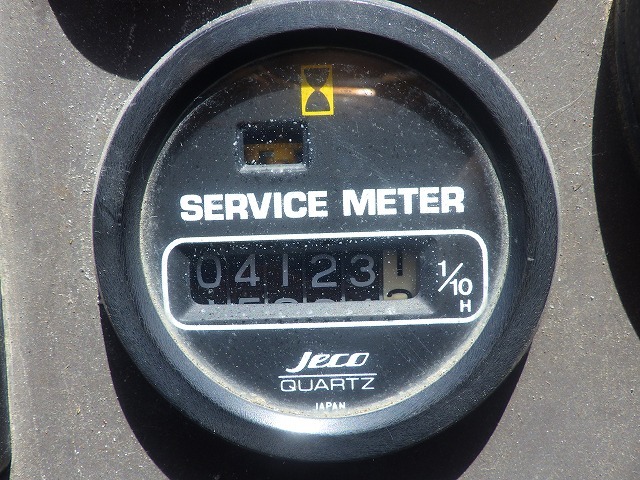 SERVICE METER
04123
1/10
H
Jeco
QUARTZ
JAPAN